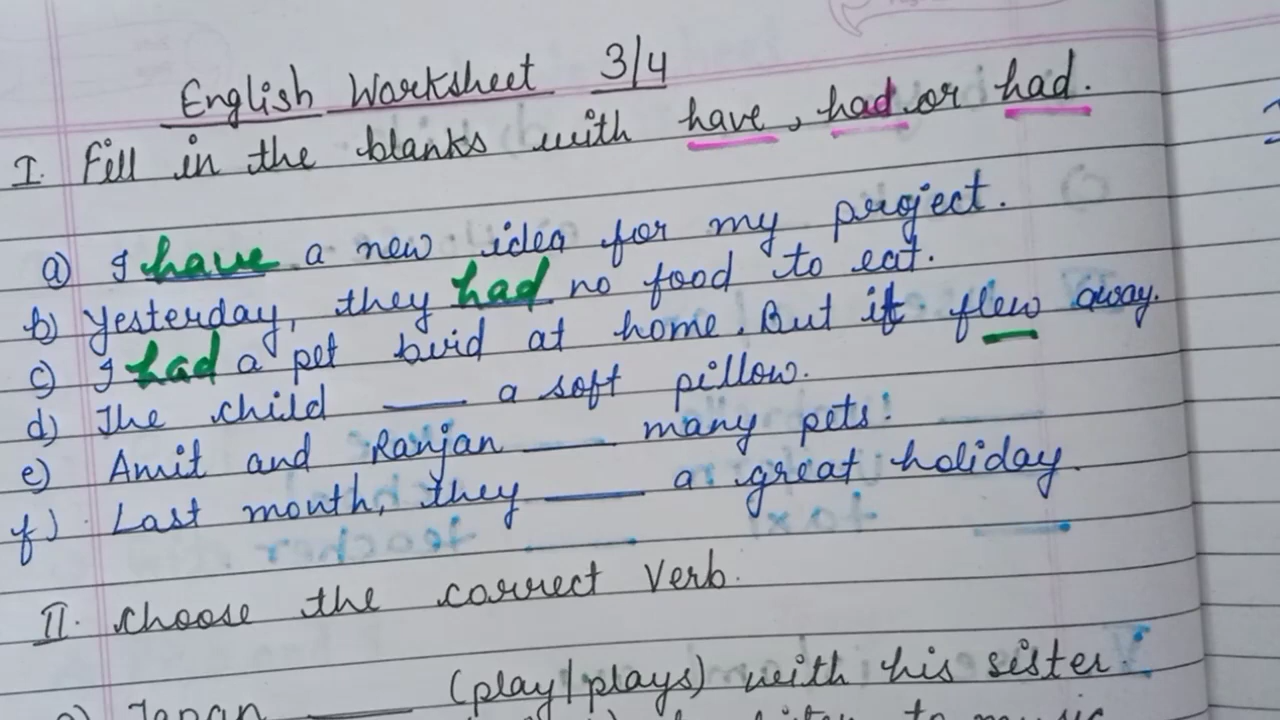 English Worksheet 3/4
I. Fill in the blanks with have, had or had.
a) I have a new idea for my project.
b) Yesterday, they had no food to eat.
c) I had a pet bird at home. But it flew away.
d) The child ___ a soft pillow.
e) Amit and Ranjan ___ many pets.
f) Last month, they ___ a great holiday.
II. Choose the correct Verb.
___ (play/plays) with his sister.